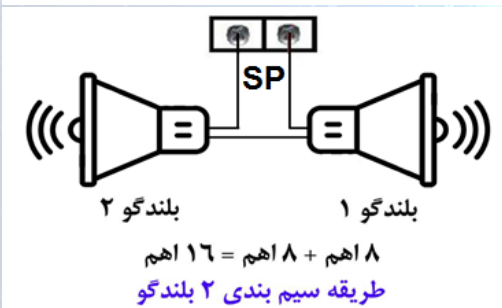 SP
بلندگو ۲
بلندگو ۱
۸ اهم + ۸ اهم = ۱۶ اهم
طریقه سیم بندی ۲ بلندگو